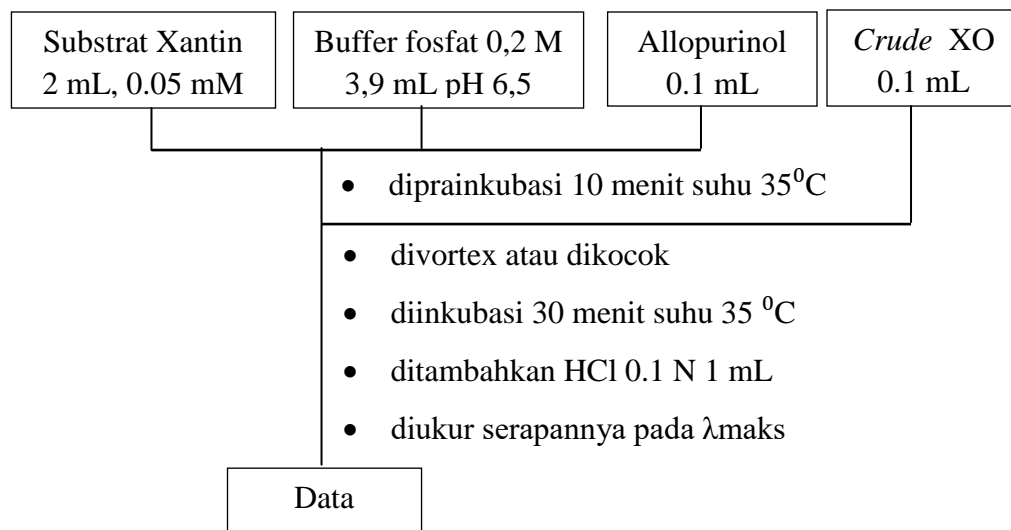 Substrat Xantin
2 mL, 0.05 mM
Buffer fosfat 0,2 M
3,9 mL pH 6,5
Allopurinol
0.1 mL
Crude XO
0.1 mL
• diprainkubasi 10 menit suhu 35⁰C
• divortex atau dikocok
• diinkubasi 30 menit suhu 35 ⁰C
• ditambahkan HCl 0.1 N 1 mL
• diukur serapannya pada λmaks
Data